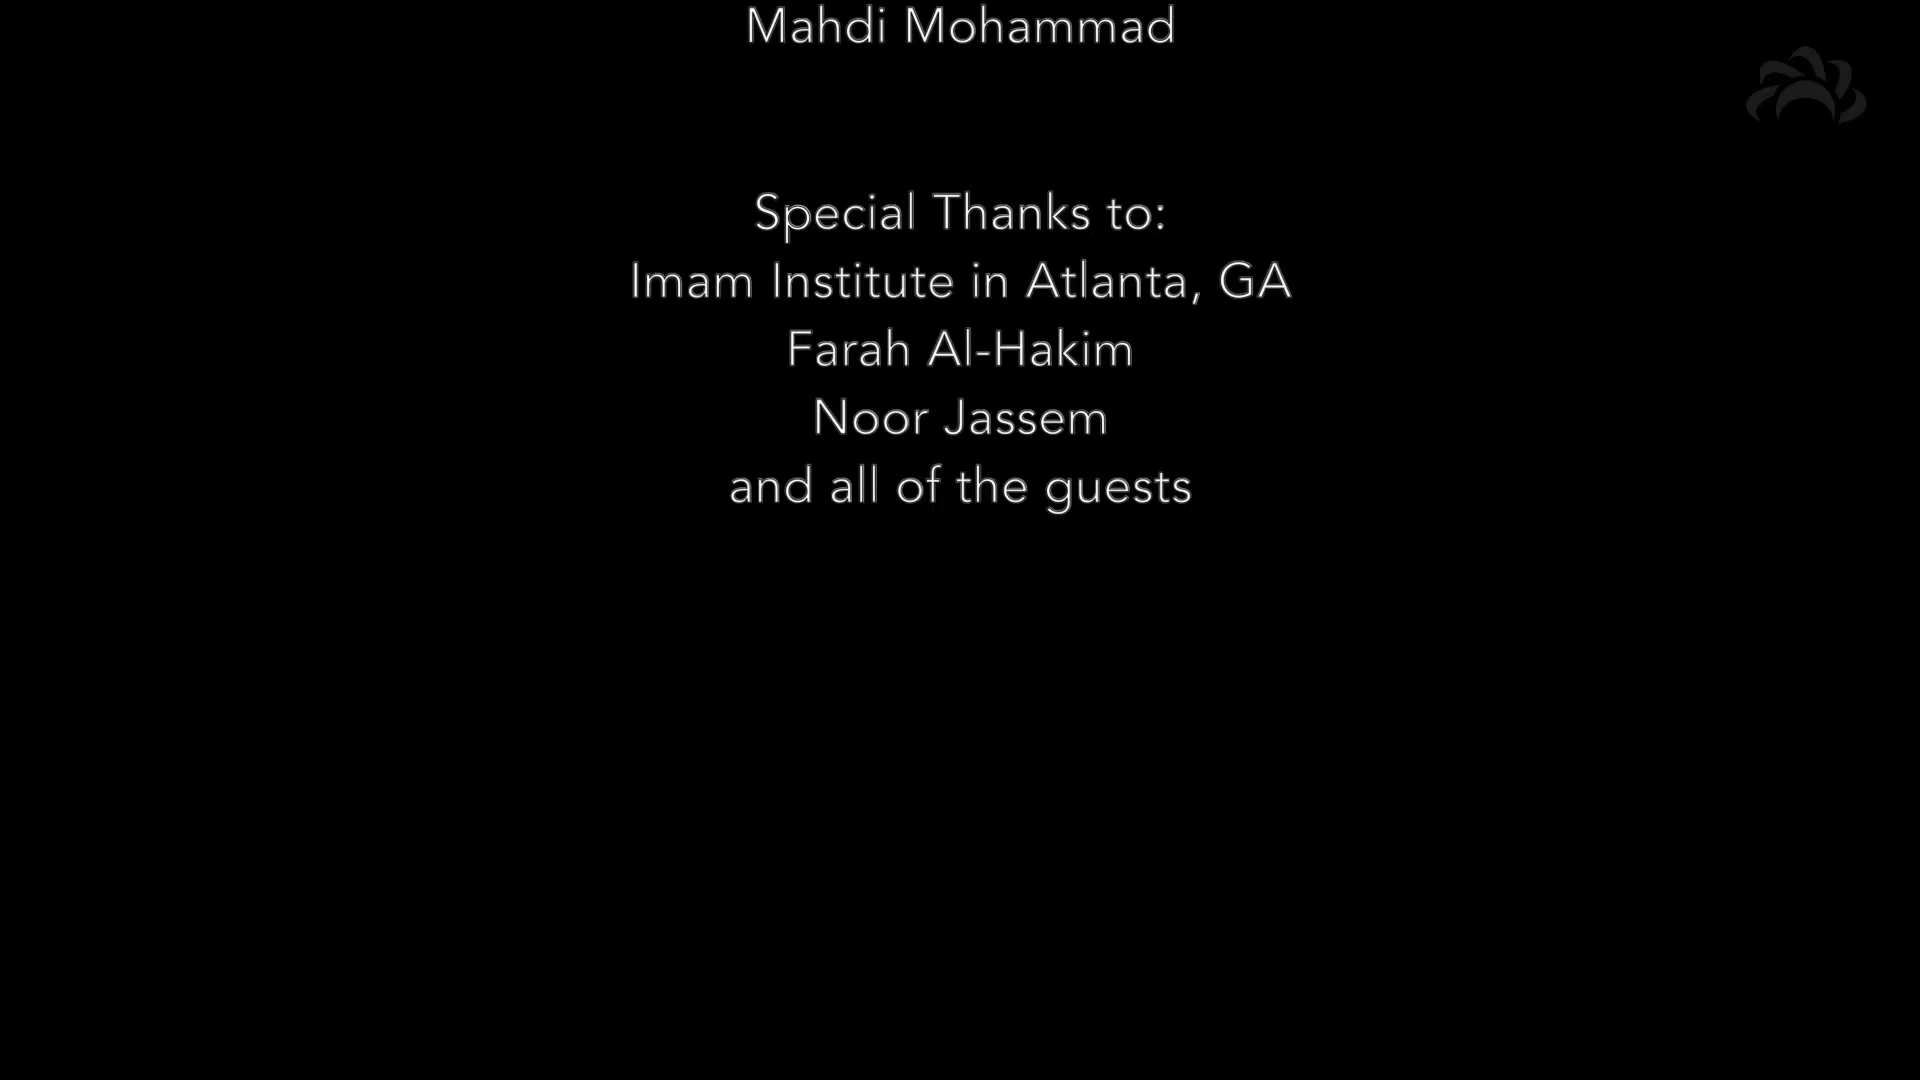 Mahdi Mohammad
Special Thanks to:
Imam Institute in Atlanta, GA
Farah Al-Hakim
Noor Jassem
and all of the guests